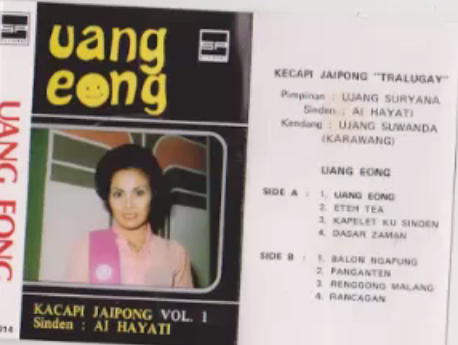 UANG EONG
014
uang
eong
SP
KACAPI JAIPONG VOL. 1
Sinden : AI HAYATI
KECAPI JAIPONG "TRALUGAY"
Pimpinan : UJANG SURYANA
Sinden : AI HAYATI
Kendang : UJANG SUWANDA
(KARAWANG)
UANG EONG
SIDE A : 1. UANG EONG
2. ETEH TEA
3. KAPELET KU SINDEN
4. DASAR ZAMAN
SIDE B : 1. BALON NGAPUNG
2. PANGANTEN
3. RENGGONG MALANG
4. RANCAGAN